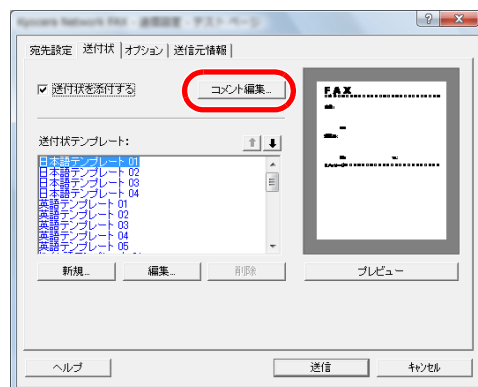 Kyocera Network FAX - 送信設定 - テスト ページ
宛先設定 送付状 オプション 送信元情報
送付状を添付する
コメント編集...
送付状テンプレート:
日本語テンプレート 01
日本語テンプレート 02
日本語テンプレート 03
日本語テンプレート 04
英語テンプレート 01
英語テンプレート 02
英語テンプレート 03
英語テンプレート 04
英語テンプレート 05
新規... 編集... 削除
FAX
プレビュー
ヘルプ 送信 キャンセル